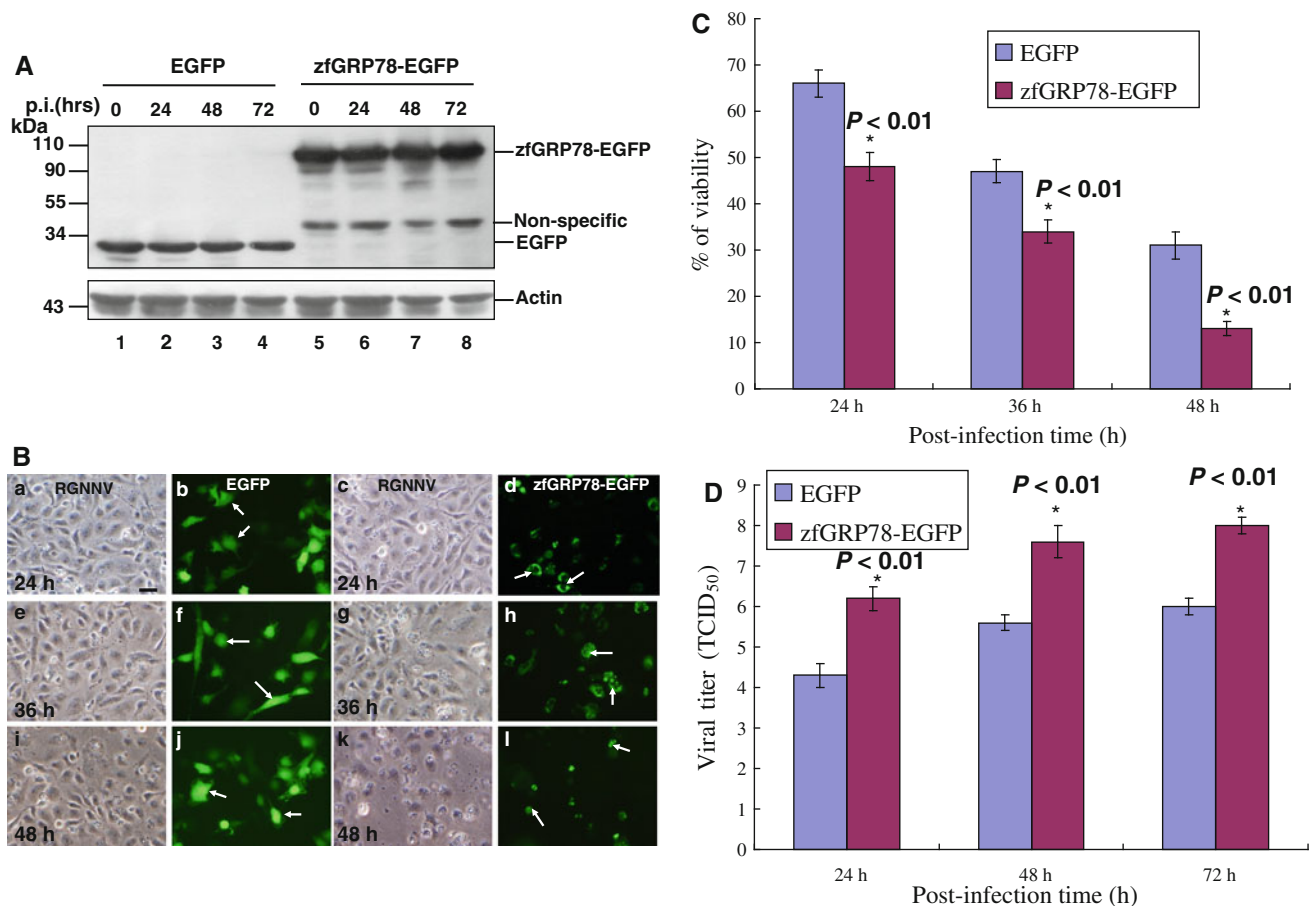 A
EGFP
zfGRP78-EGFP
p.i.(hrs) 0 24 48 72 0 24 48 72
kDa
110
90
55
34
zfGRP78-EGFP
Non-specific
EGFP
43
Actin
1 2 3 4 5 6 7 8
B
a RGNNV
24 h
b EGFP
c RGNNV
24 h
d zfGRP78-EGFP
e
36 h
f
g
36 h
h
i
48 h
j
k
48 h
l
C
EGFP
zfGRP78-EGFP
% of viability
70
60
50
40
30
20
10
0
P < 0.01
*
P < 0.01
*
P < 0.01
*
24 h 36 h 48 h
Post-infection time (h)
D
EGFP
zfGRP78-EGFP
Viral titer (TCID50)
9
8
7
6
5
4
3
2
1
0
P < 0.01
*
P < 0.01
*
P < 0.01
*
24 h 48 h 72 h
Post-infection time (h)